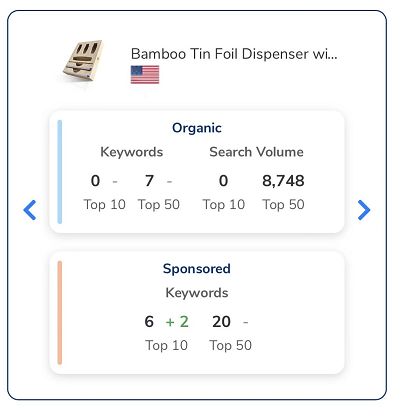 Bamboo Tin Foil Dispenser wi...
Organic
Keywords Search Volume
0 - 7 - 0 8,748
Top 10 Top 50 Top 10 Top 50
Sponsored
Keywords
6 + 2 20 -
Top 10 Top 50